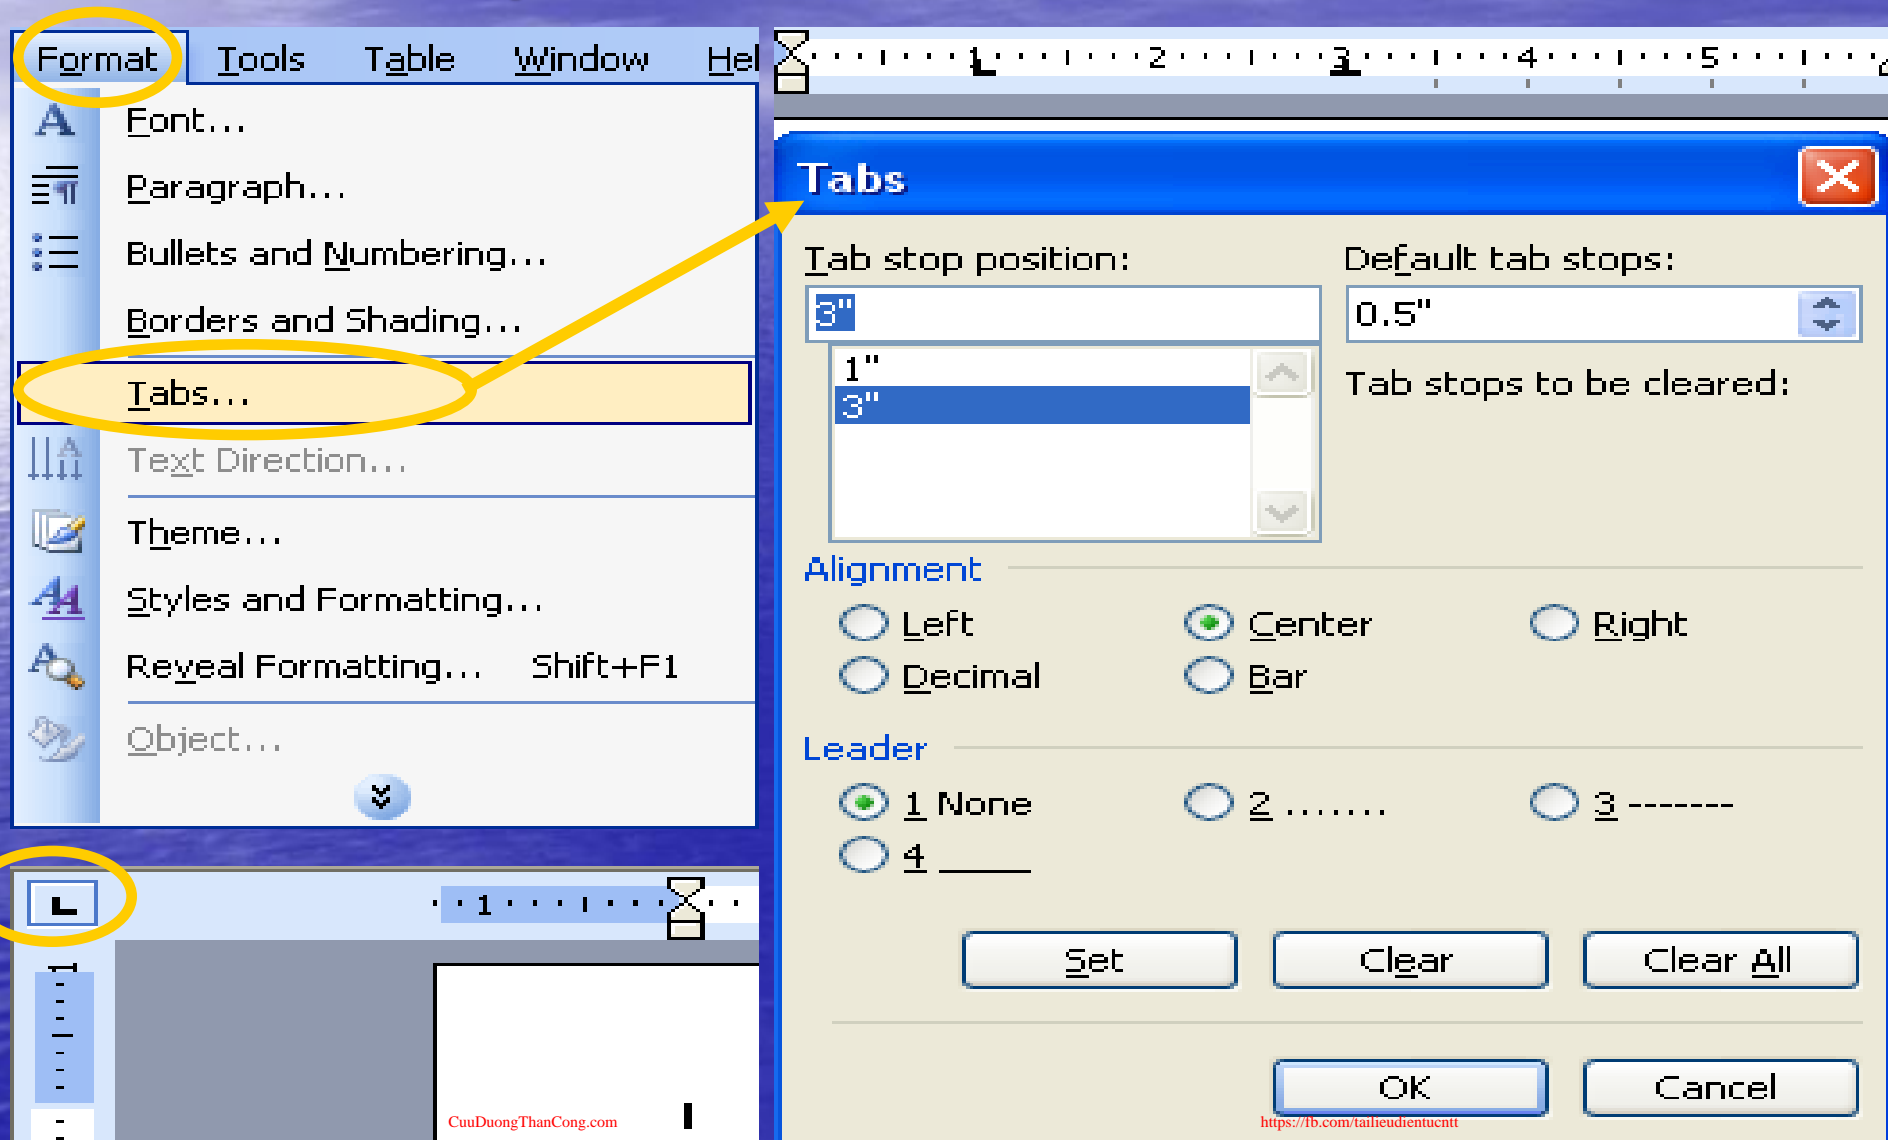 Format Tools Table Window Hel
Font...
Paragraph...
Bullets and Numbering...
Borders and Shading...
Tabs...
Text Direction...
Theme...
Styles and Formatting...
Reveal Formatting... Shift+F1
Object...
1
1
CuuDuongThanCong.com
1 2 3 4 5
Tabs
Tab stop position: Default tab stops:
3" 0.5"
1"
3"
Tab stops to be cleared:
Alignment
Left Center Right
Decimal Bar
Leader
1 None 2 ....... 3 -------
4 _____
Set Clear Clear All
OK Cancel
https://fb.com/tailieudientucntt